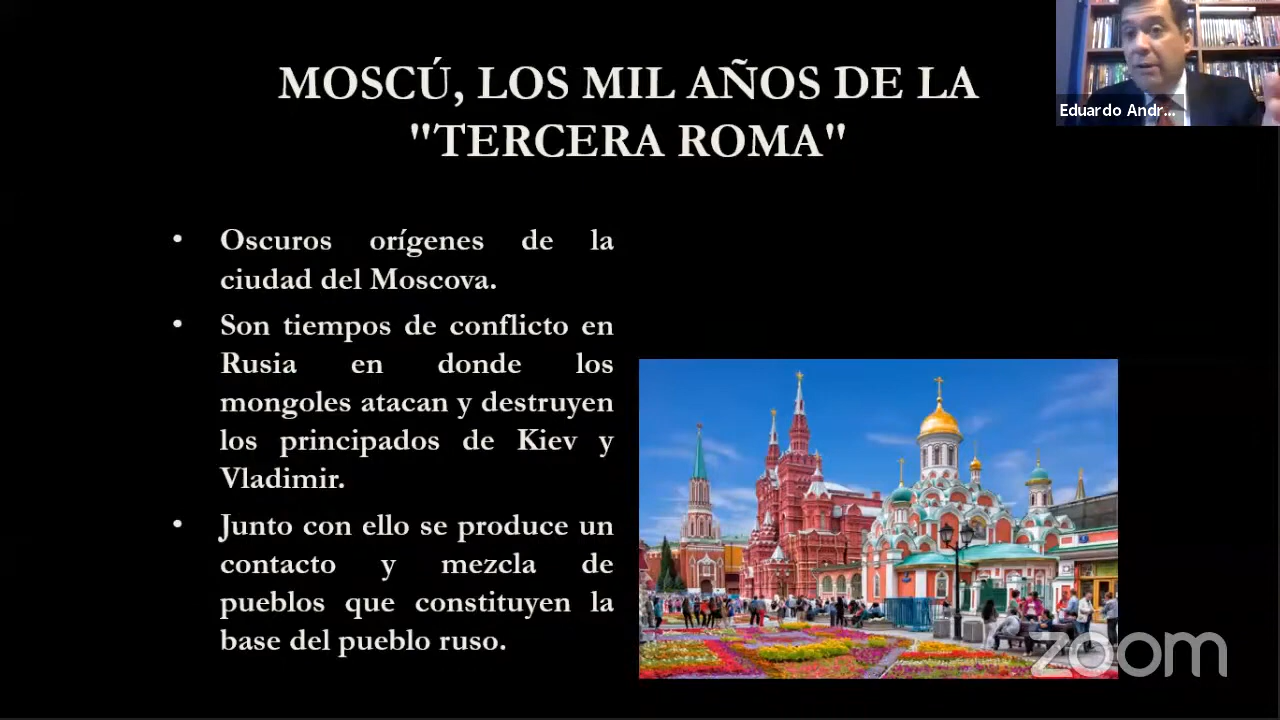 MOSCÚ, LOS MIL AÑOS DE LA
"TERCERA ROMA"
Eduardo Andr...
• Oscuros orígenes de la
ciudad del Moscova.
• Son tiempos de conflicto en
Rusia en donde los
mongoles atacan y destruyen
los principados de Kiev y
Vladimir.
• Junto con ello se produce un
contacto y mezcla de
pueblos que constituyen la
base del pueblo ruso.
zoom